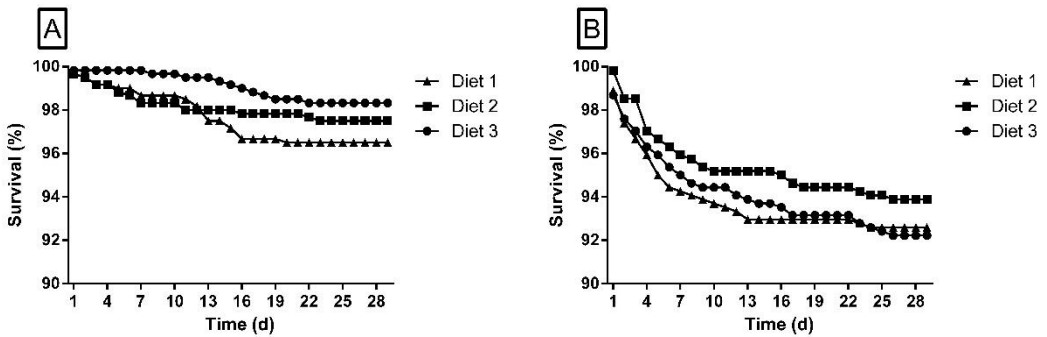 A
Survival (%)
100
98
96
94
92
90
1 4 7 10 13 16 19 22 25 28
Time (d)
Diet 1
Diet 2
Diet 3
B
Survival (%)
100
98
96
94
92
90
1 4 7 10 13 16 19 22 25 28
Time (d)
Diet 1
Diet 2
Diet 3